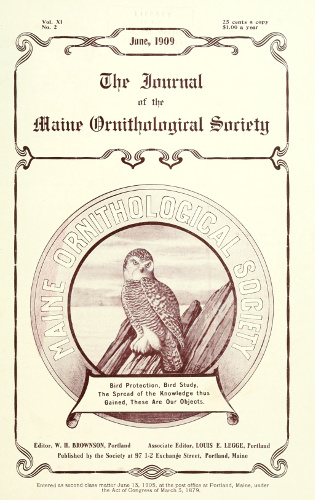 Vol. XI
No. 2
25 cents a copy
$1.00 a year
June, 1909
The Journal
of the
Maine Ornithological Society
MAINE ORNITHOLOGICAL SOCIETY
Bird Protection, Bird Study,
The Spread of the Knowledge thus
Gained, These Are Our Objects.
Editor, W. H. BROWNSON, Portland
Associate Editor, LOUIS E. LEGGE, Portland
Published by the Society at 97 1-2 Exchange Street, Portland, Maine
Entered as second class matter June 13, 1905, at the post office at Portland, Maine, under
the Act of Congress of March 3, 1879.